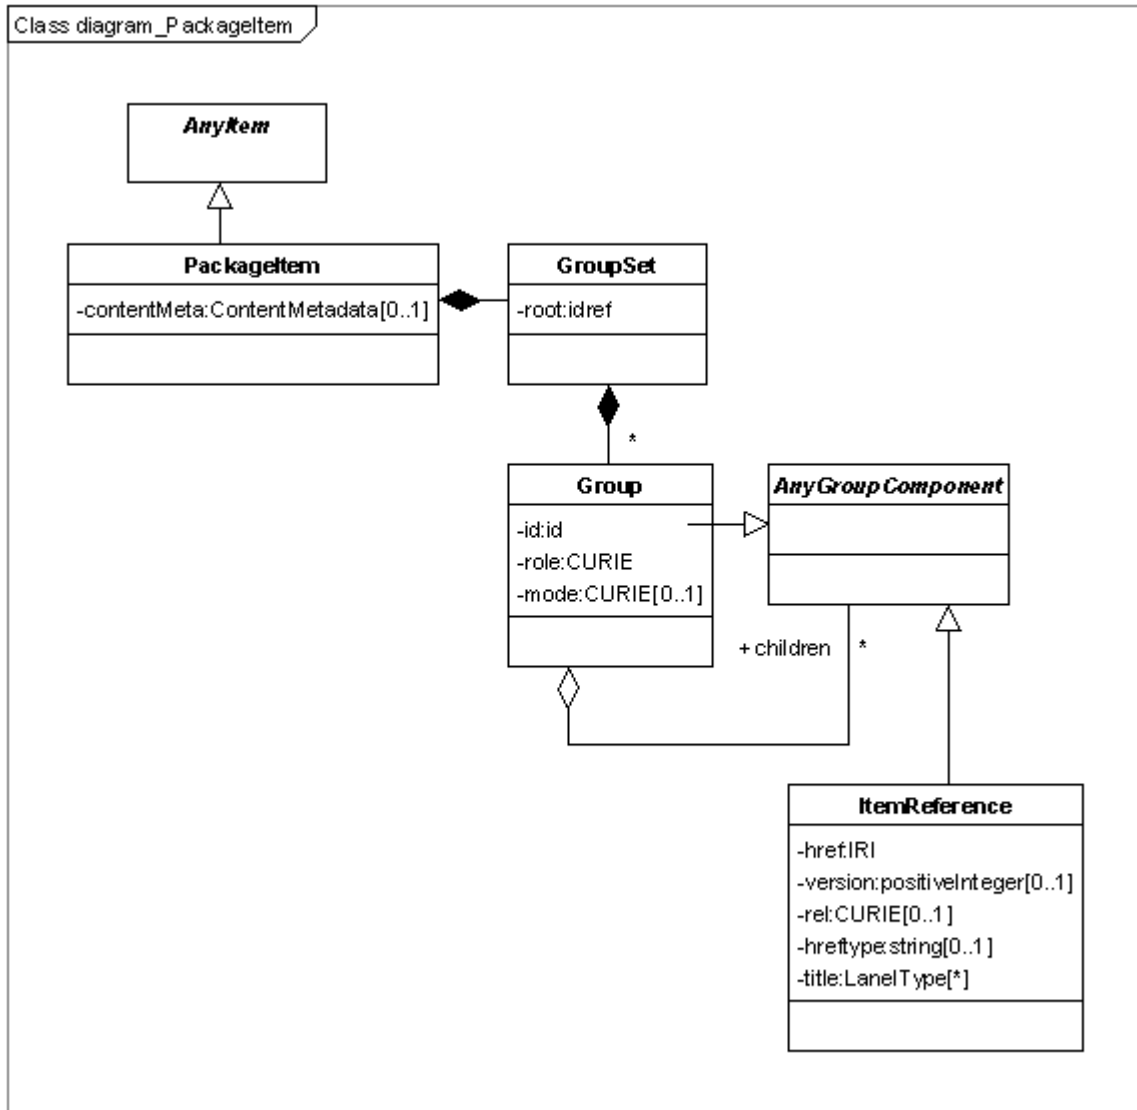 Class diagram_PackageItem
AnyItem
PackageItem
-contentMeta:ContentMetadata[0..1]
GroupSet
-root:idref
*
Group
-id:id
-role:CURIE
-mode:CURIE[0..1]
AnyGroupComponent
+ children *
ItemReference
-href:IRI
-version:positiveInteger[0..1]
-rel:CURIE[0..1]
-hreftype:string[0..1]
-title:LanelType[*]